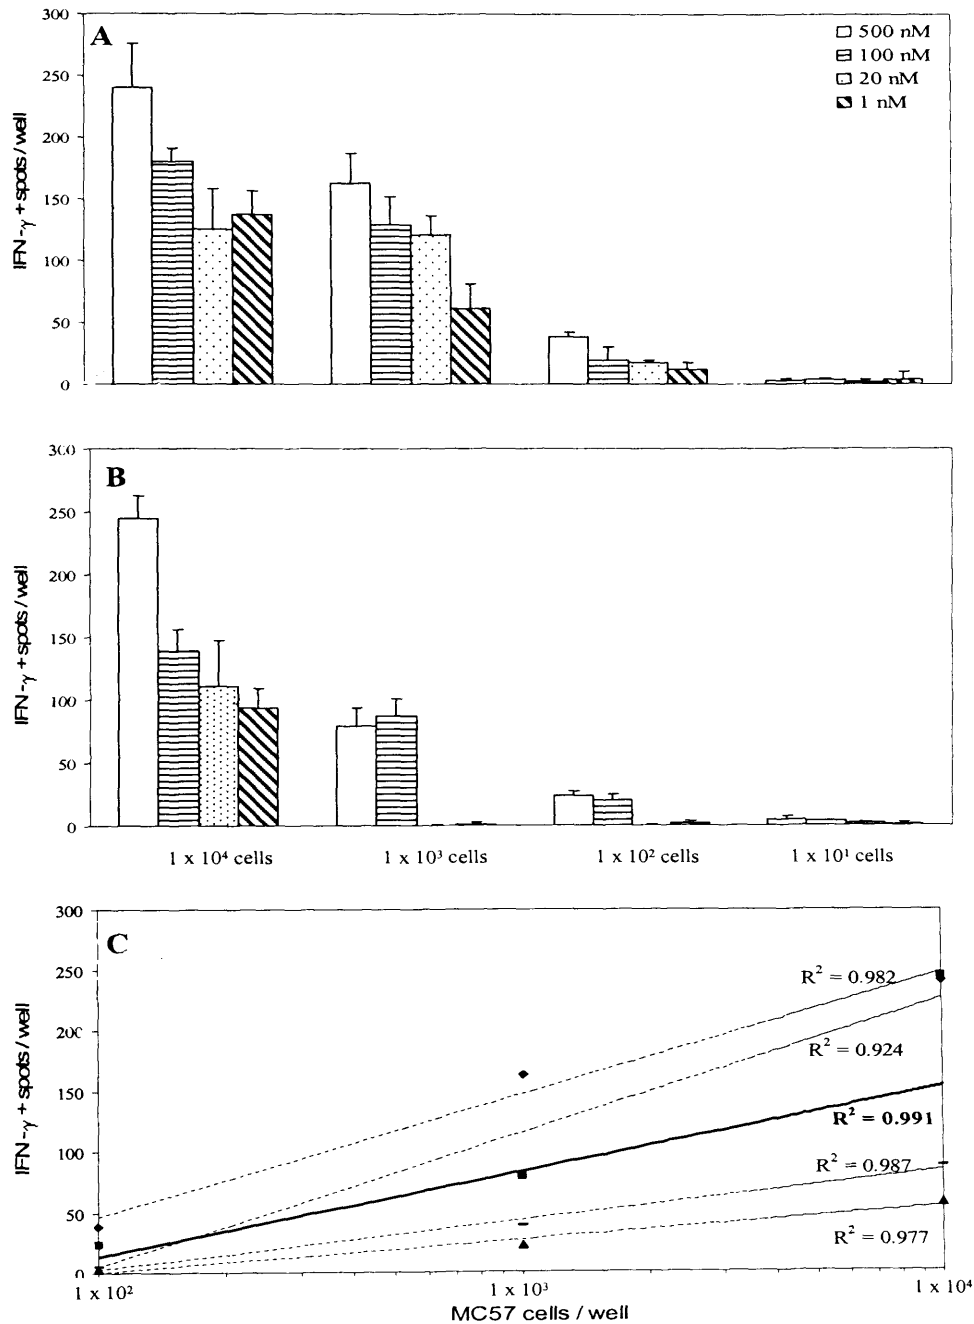 A
300
250
200
150
100
50
0
IFN-γ + spots / well
500 nM
100 nM
20 nM
1 nM
B
300
250
200
150
100
50
0
IFN-γ + spots / well
1 x 10⁴ cells
1 x 10³ cells
1 x 10² cells
1 x 10¹ cells
C
300
250
200
150
100
50
0
IFN-γ + spots / well
R² = 0.982
R² = 0.924
R² = 0.991
R² = 0.987
R² = 0.977
1 x 10²
1 x 10³
1 x 10⁴
MC57 cells / well